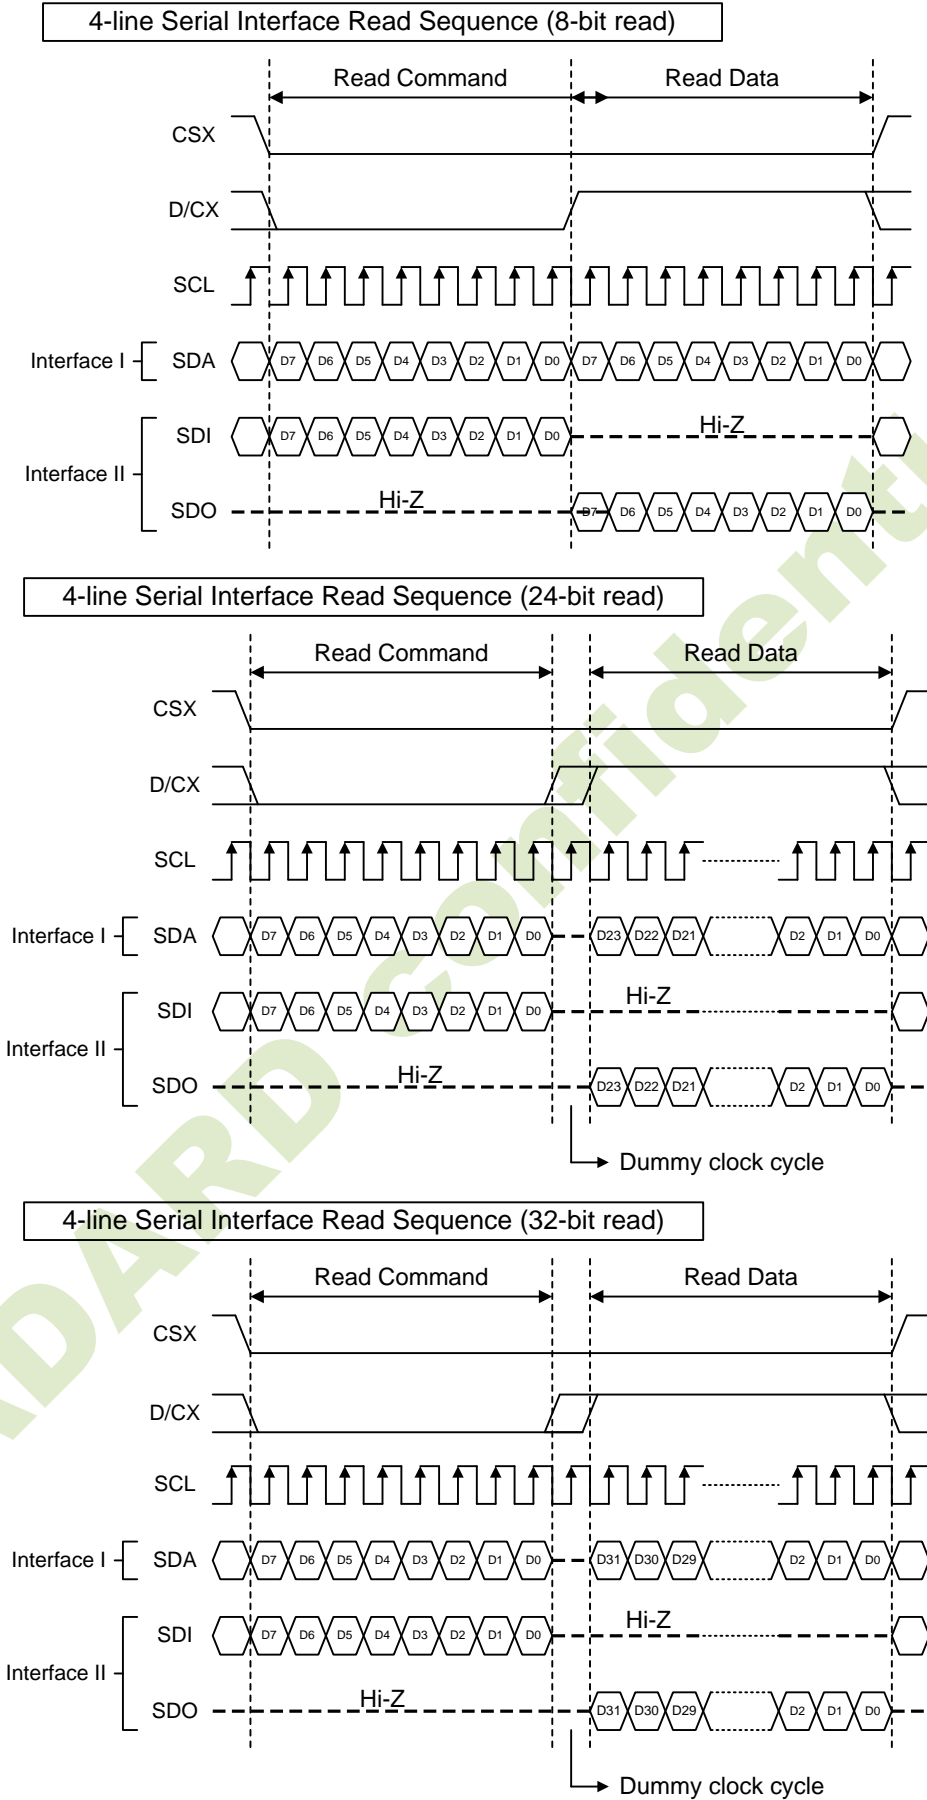 4-line Serial Interface Read Sequence (8-bit read)
Read Command Read Data
CSX
D/CX
SCL
Interface I SDA D7 D6 D5 D4 D3 D2 D1 D0 D7 D6 D5 D4 D3 D2 D1 D0
SDI D7 D6 D5 D4 D3 D2 D1 D0 Hi-Z
Interface II
SDO Hi-Z D7 D6 D5 D4 D3 D2 D1 D0
4-line Serial Interface Read Sequence (24-bit read)
Read Command Read Data
CSX
D/CX
SCL
Interface I SDA D7 D6 D5 D4 D3 D2 D1 D0 D23 D22 D21 D2 D1 D0
SDI D7 D6 D5 D4 D3 D2 D1 D0 Hi-Z
Interface II
SDO Hi-Z D23 D22 D21 D2 D1 D0
Dummy clock cycle
4-line Serial Interface Read Sequence (32-bit read)
Read Command Read Data
CSX
D/CX
SCL
Interface I SDA D7 D6 D5 D4 D3 D2 D1 D0 D31 D30 D29 D2 D1 D0
SDI D7 D6 D5 D4 D3 D2 D1 D0 Hi-Z
Interface II
SDO Hi-Z D31 D30 D29 D2 D1 D0
Dummy clock cycle
DARD confident